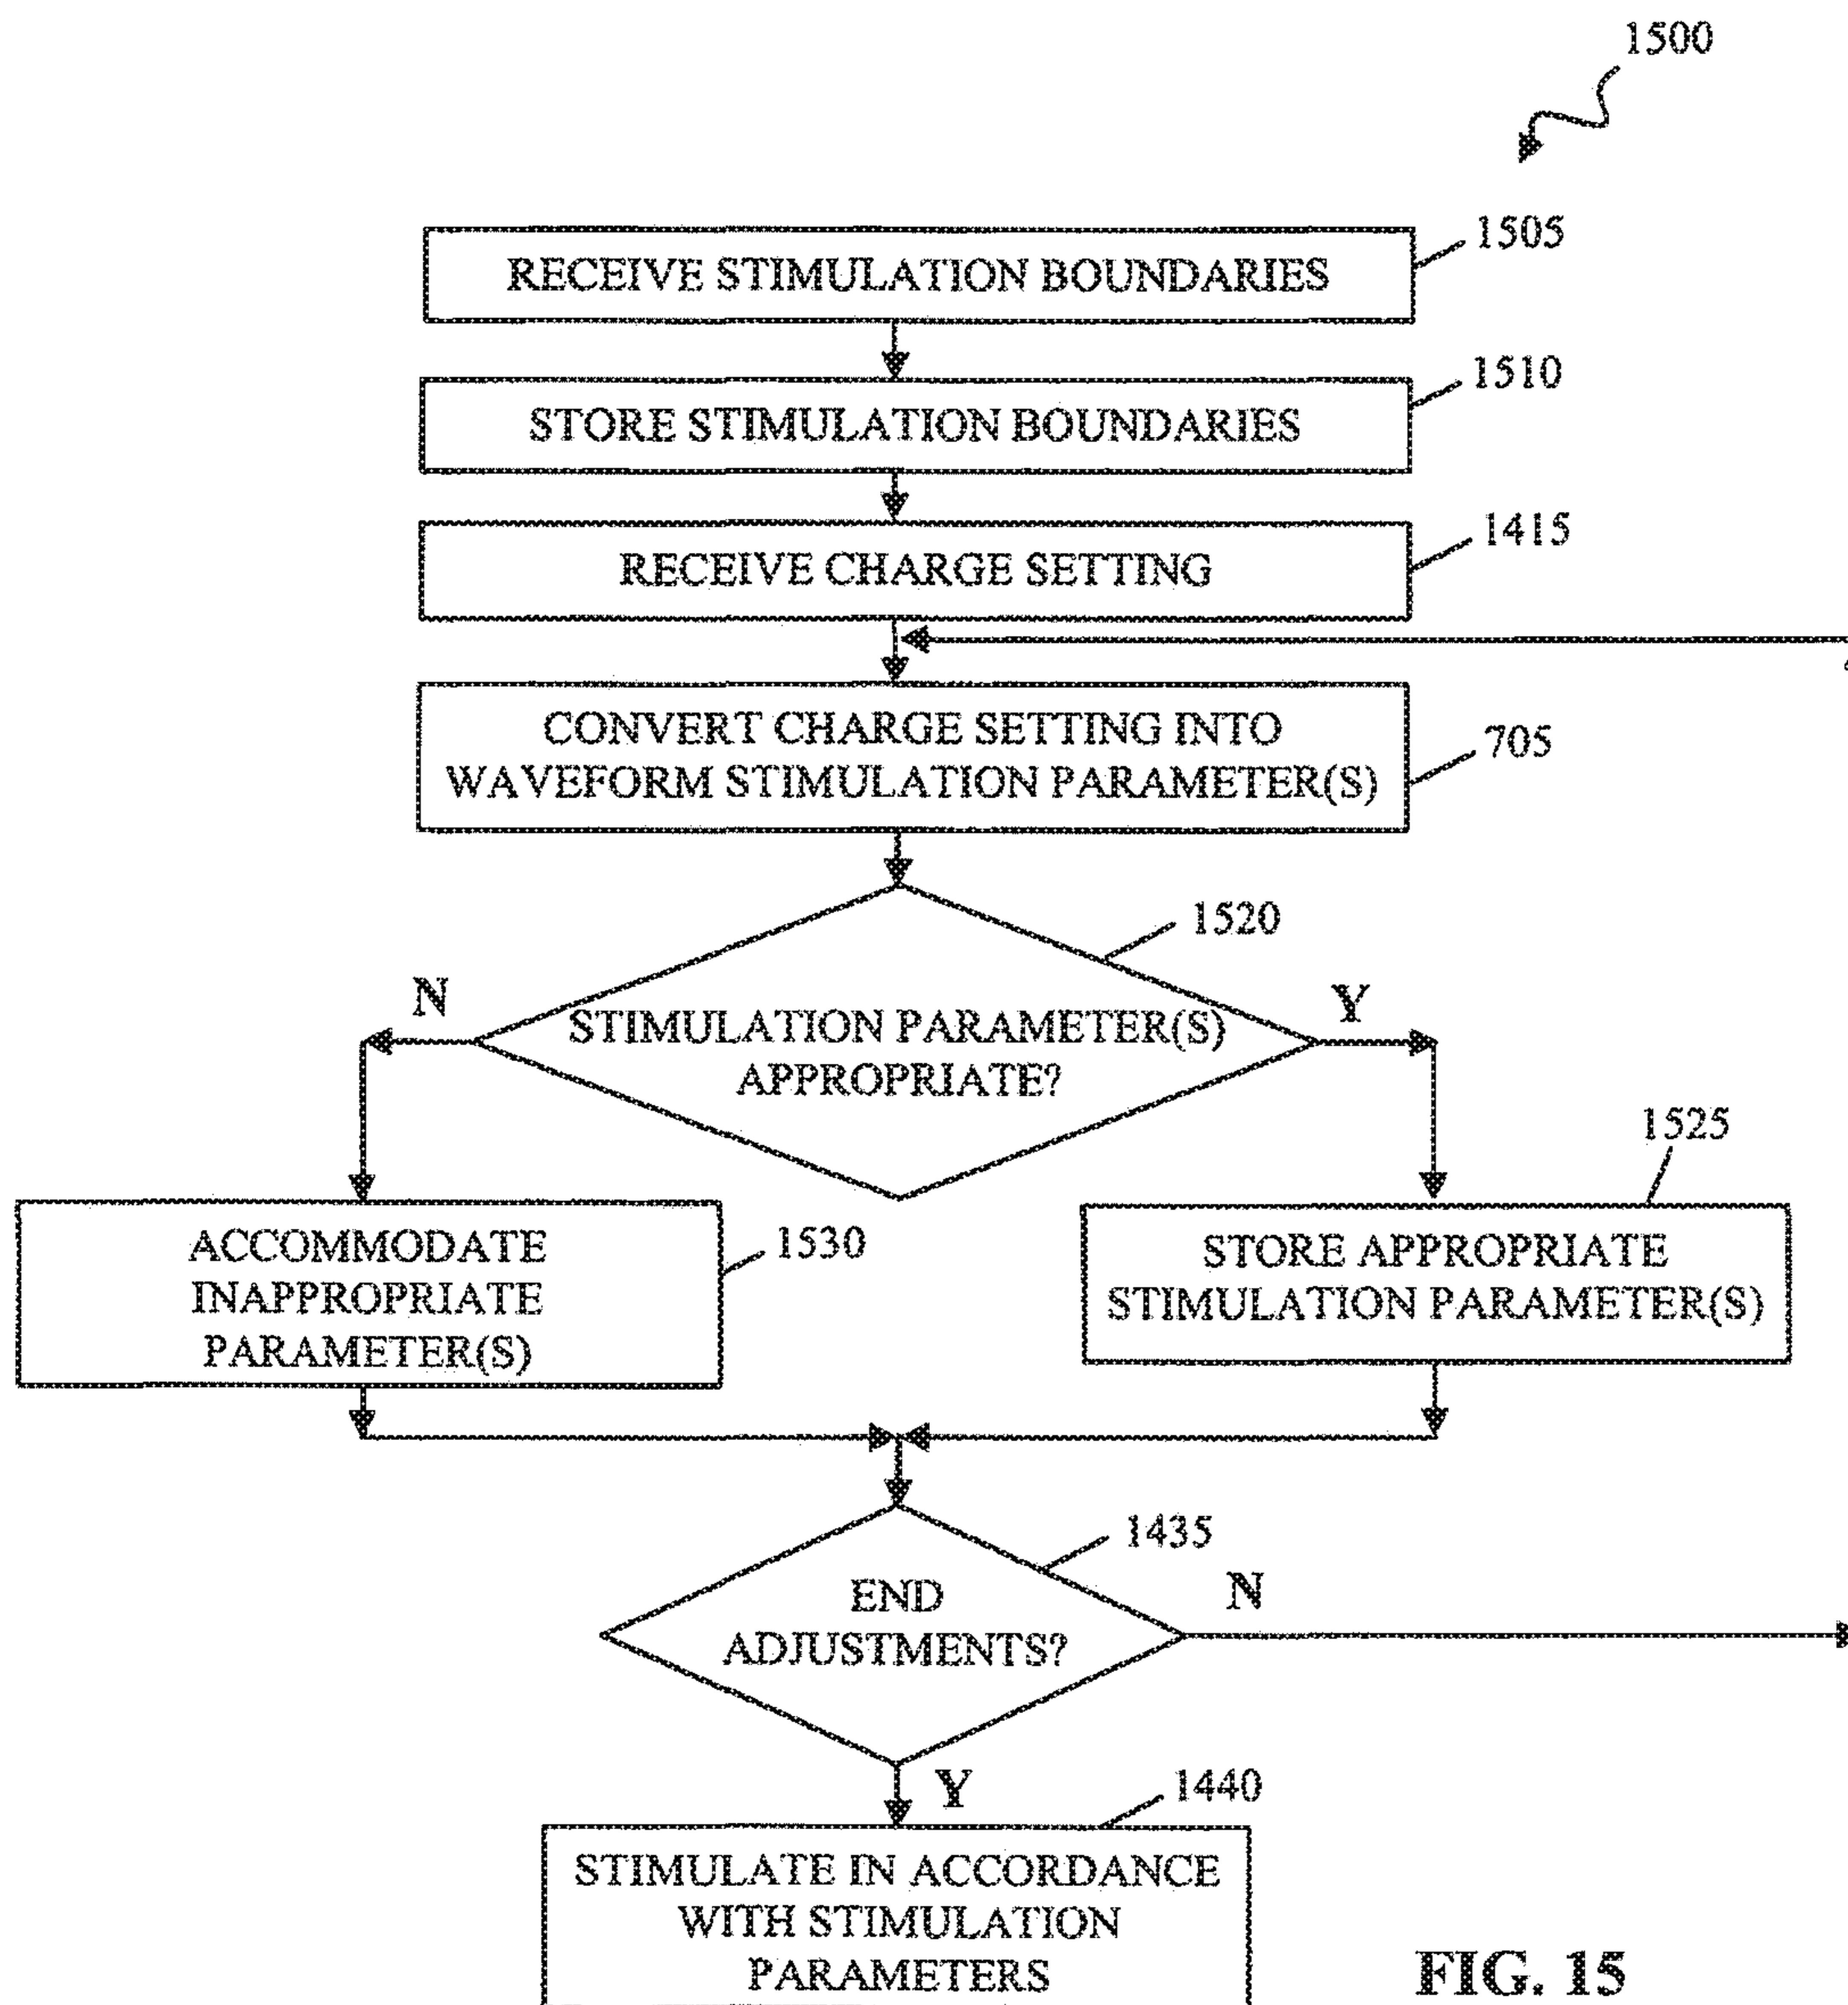 1500
RECEIVE STIMULATION BOUNDARIES
1505
STORE STIMULATION BOUNDARIES
1510
RECEIVE CHARGE SETTING
1415
CONVERT CHARGE SETTING INTO
WAVEFORM STIMULATION PARAMETER(S)
705
1520
N
STIMULATION PARAMETER(S)
APPROPRIATE?
Y
1525
ACCOMMODATE
INAPPROPRIATE
PARAMETER(S)
1530
STORE APPROPRIATE
STIMULATION PARAMETER(S)
1435
END
ADJUSTMENTS?
N
Y
1440
STIMULATE IN ACCORDANCE
WITH STIMULATION
PARAMETERS
FIG. 15